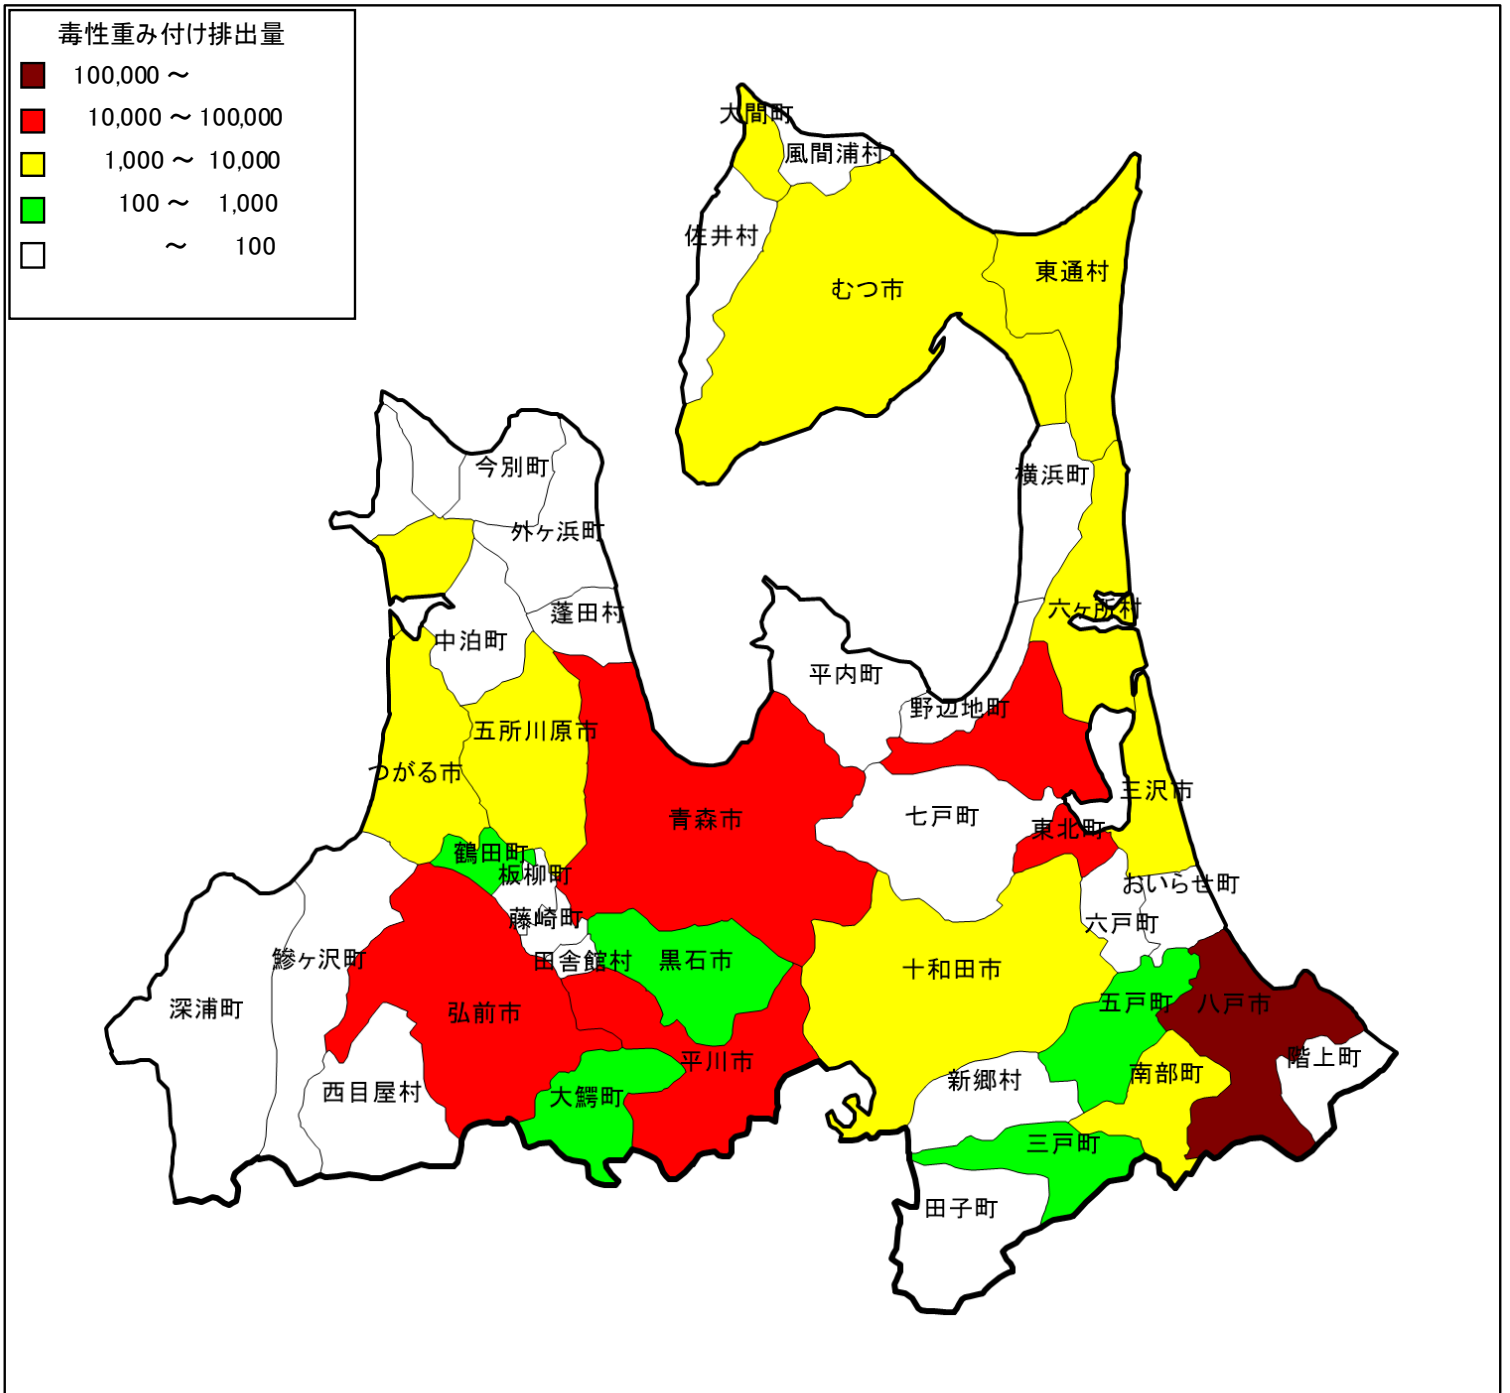 毒性重み付け排出量
100,000 ～
10,000 ～ 100,000
1,000 ～ 10,000
100 ～ 1,000
～ 100
大間町
風間浦村
佐井村
むつ市
東通村
今別町
横浜町
外ヶ浜町
蓬田村
六ヶ所村
中泊町
平内町
野辺地町
五所川原市
つがる市
三沢市
青森市
七戸町
東北町
鶴田町
板柳町
おいらせ町
藤崎町
六戸町
鰺ヶ沢町
田舎館村
黒石市
十和田市
深浦町
弘前市
五戸町
八戸市
平川市
階上町
西目屋村
大鰐町
新郷村
南部町
三戸町
田子町